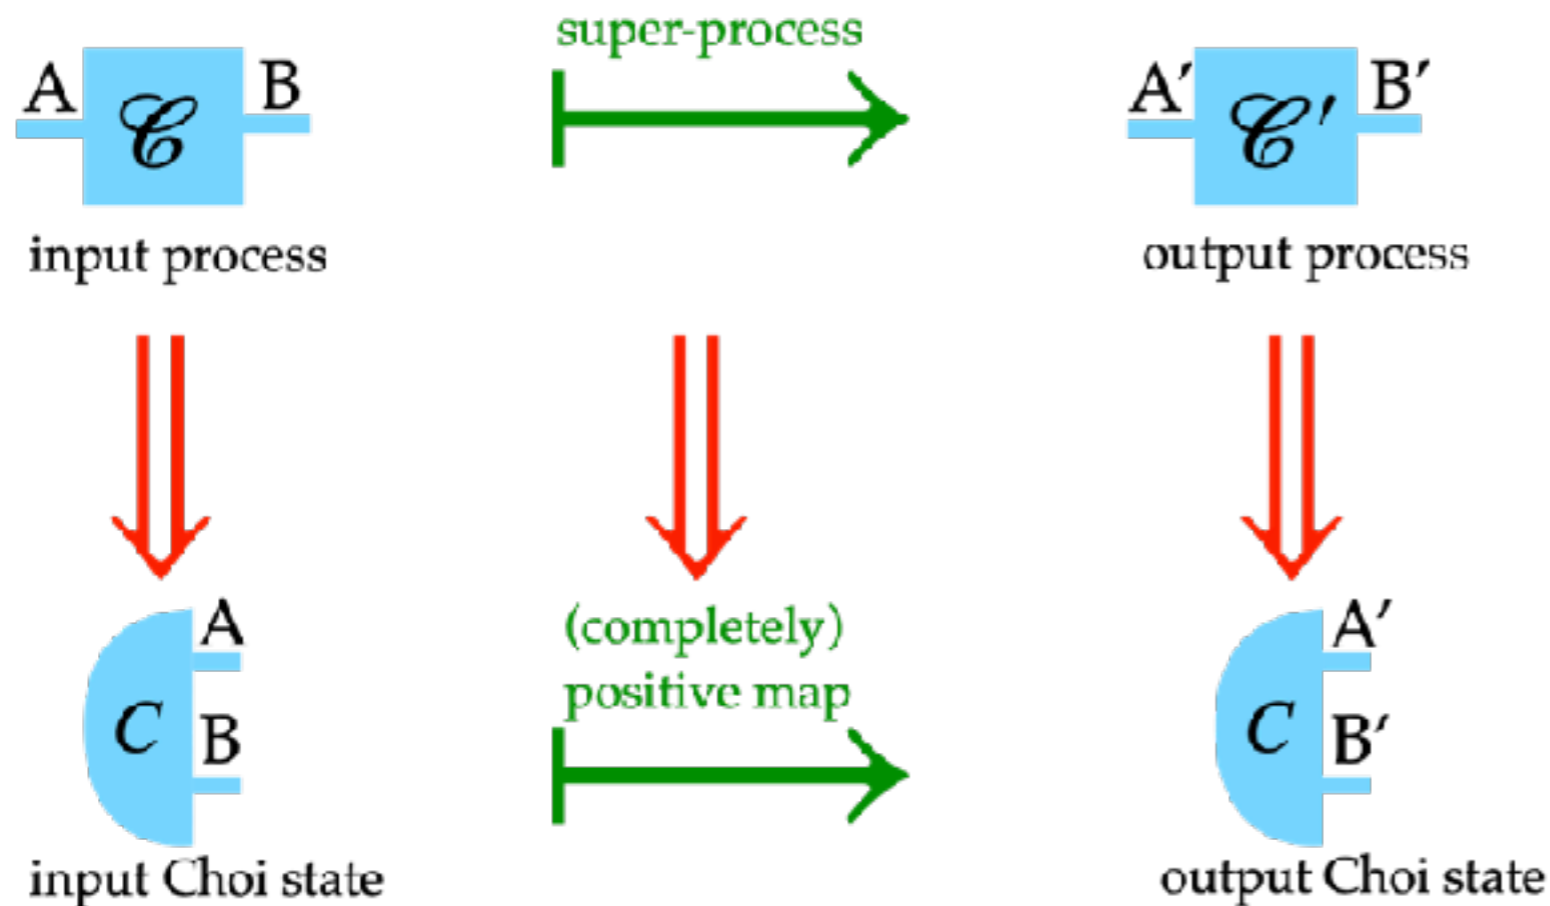 super-process
A 𝒞 B
A′ 𝒞′ B′
input process
output process
(completely)
positive map
A
C
B
A′
C
B′
input Choi state
output Choi state